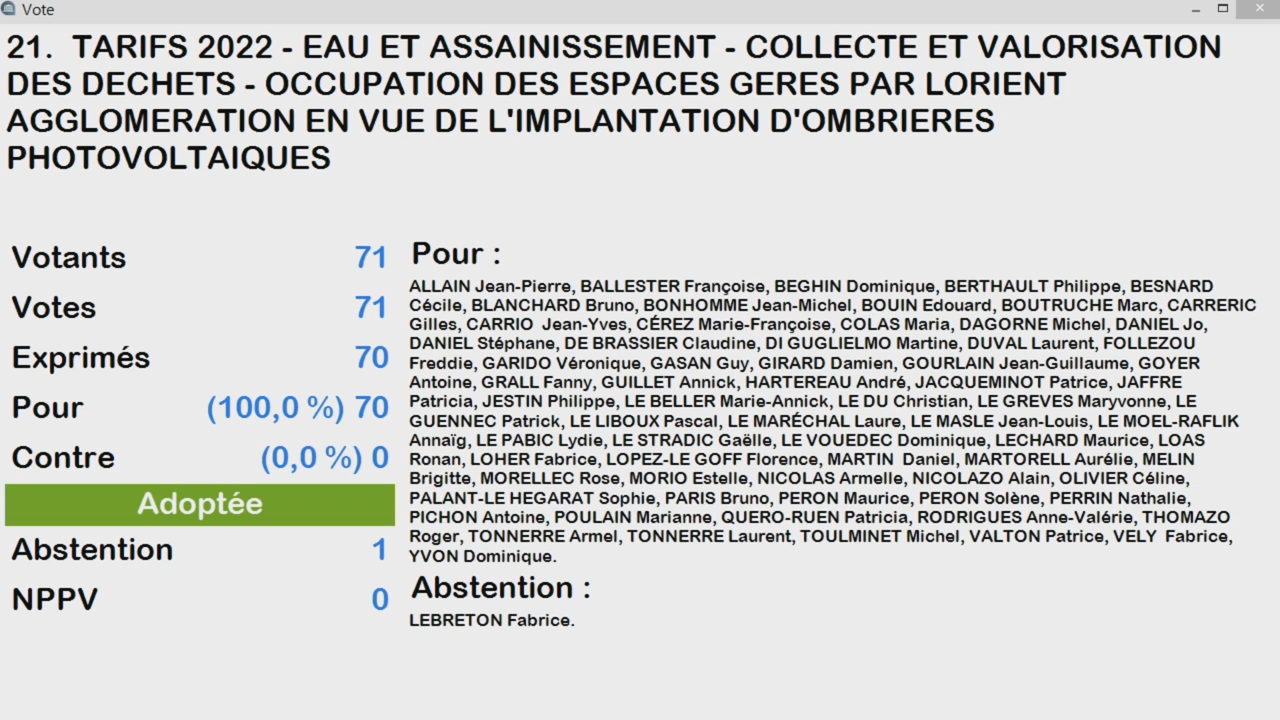 Vote
21. TARIFS 2022 - EAU ET ASSAINISSEMENT - COLLECTE ET VALORISATION
DES DECHETS - OCCUPATION DES ESPACES GERES PAR LORIENT
AGGLOMERATION EN VUE DE L'IMPLANTATION D'OMBRIERES
PHOTOVOLTAIQUES
Votants 71
Votes 71
Exprimés 70
Pour (100,0 %) 70
Contre (0,0 %) 0
Adoptée
Abstention 1
NPPV 0
Pour :
ALLAIN Jean-Pierre, BALLESTER Françoise, BEGHIN Dominique, BERTHAULT Philippe, BESNARD
Cécile, BLANCHARD Bruno, BONHOMME Jean-Michel, BOUIN Edouard, BOUTRUCHE Marc, CARRERIC
Gilles, CARRIO Jean-Yves, CÉREZ Marie-Françoise, COLAS Maria, DAGORNE Michel, DANIEL Jo,
DANIEL Stéphane, DE BRASSIER Claudine, DI GUGLIELMO Martine, DUVAL Laurent, FOLLEZOU
Freddie, GARIDO Véronique, GASAN Guy, GIRARD Damien, GOURLAIN Jean-Guillaume, GOYER
Antoine, GRALL Fanny, GUILLET Annick, HARTEREAU André, JACQUEMINOT Patrice, JAFFRE
Patricia, JESTIN Philippe, LE BELLER Marie-Annick, LE DU Christian, LE GREVES Maryvonne, LE
GUENNEC Patrick, LE LIBOUX Pascal, LE MARÉCHAL Laure, LE MASLE Jean-Louis, LE MOEL-RAFLIK
Annaïg, LE PABIC Lydie, LE STRADIC Gaëlle, LE VOUEDEC Dominique, LECHARD Maurice, LOAS
Ronan, LOHER Fabrice, LOPEZ-LE GOFF Florence, MARTIN Daniel, MARTORELL Aurélie, MELIN
Brigitte, MORELLEC Rose, MORIO Estelle, NICOLAS Armelle, NICOLAZO Alain, OLIVIER Céline,
PALANT-LE HEGARAT Sophie, PARIS Bruno, PERON Maurice, PERON Solène, PERRIN Nathalie,
PICHON Antoine, POULAIN Marianne, QUERO-RUEN Patricia, RODRIGUES Anne-Valérie, THOMAZO
Roger, TONNERRE Armel, TONNERRE Laurent, TOULMINET Michel, VALTON Patrice, VELY Fabrice,
YVON Dominique.
Abstention :
LEBRETON Fabrice.